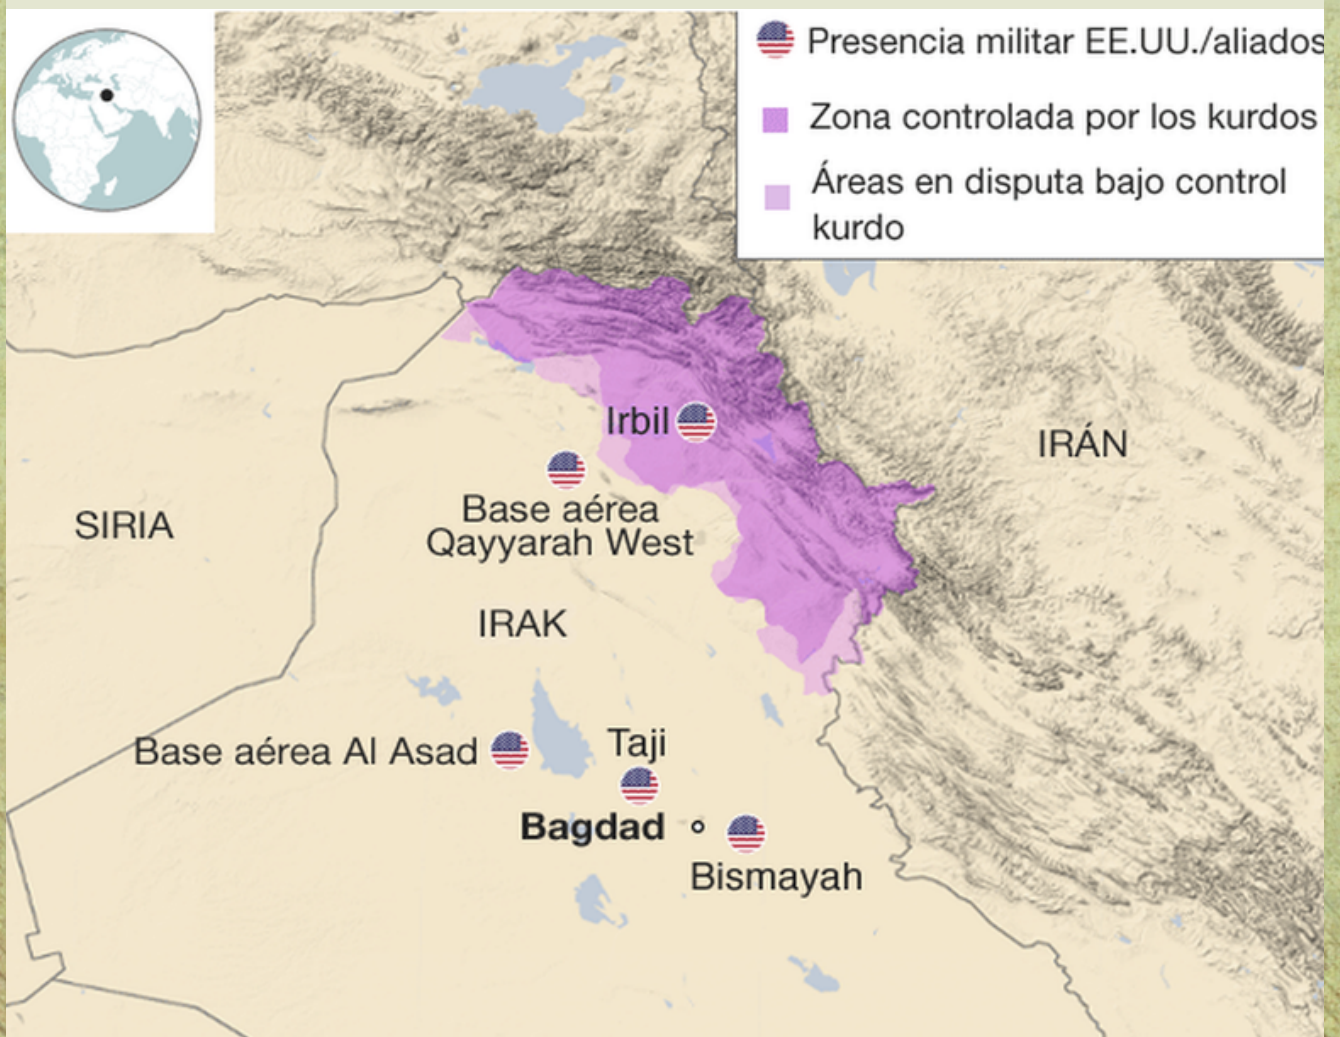 Presencia militar EE.UU./aliados
Zona controlada por los kurdos
Áreas en disputa bajo control
kurdo
Irbil
IRÁN
Base aérea
Qayyarah West
SIRIA
IRAK
Taji
Base aérea Al Asad
Bagdad
Bismayah